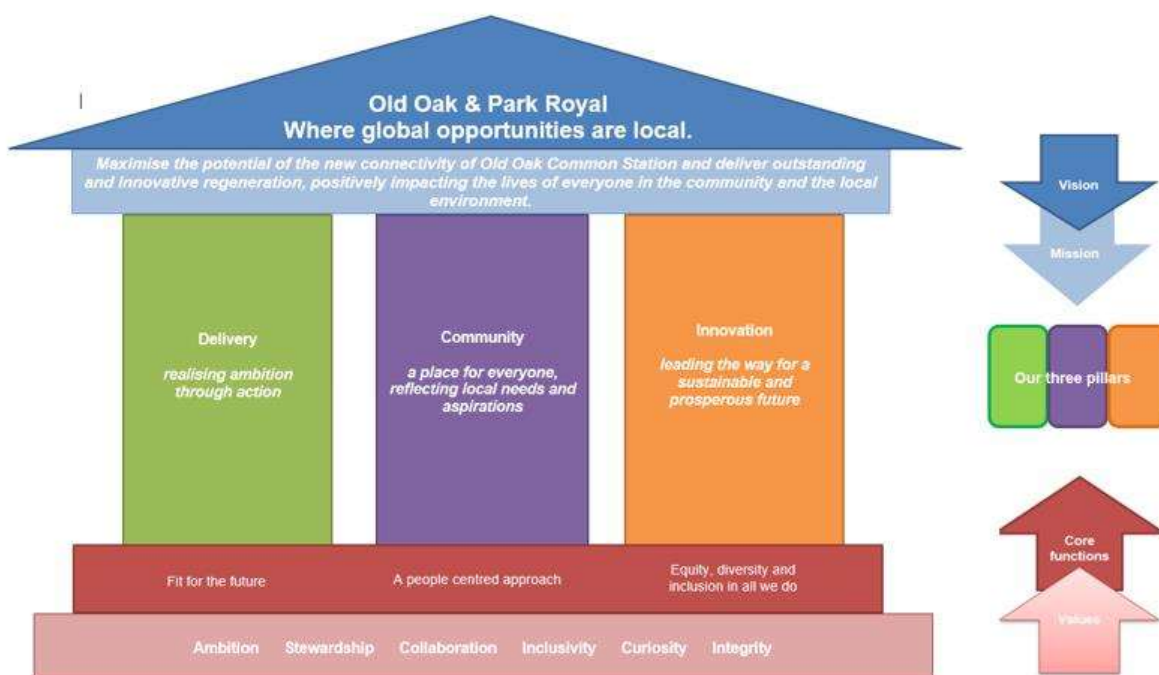 Old Oak & Park Royal
Where global opportunities are local.
Maximise the potential of the new connectivity of Old Oak Common Station and deliver outstanding
and Innovative regeneration, positively impacting the lives of everyone in the community and the local
environment.
Delivery
realising ambition
through action
Community
a place for everyone,
reflecting local needs and
aspirations
Innovation
leading the way for a
sustainable and
prosperous future
Fit for the future
A people centred approach
Equity, diversity and
inclusion in all we do
Ambition Stewardship Collaboration Inclusivity Curiosity Integrity
Vision
Mission
Our three pillars
Core
functions
Values